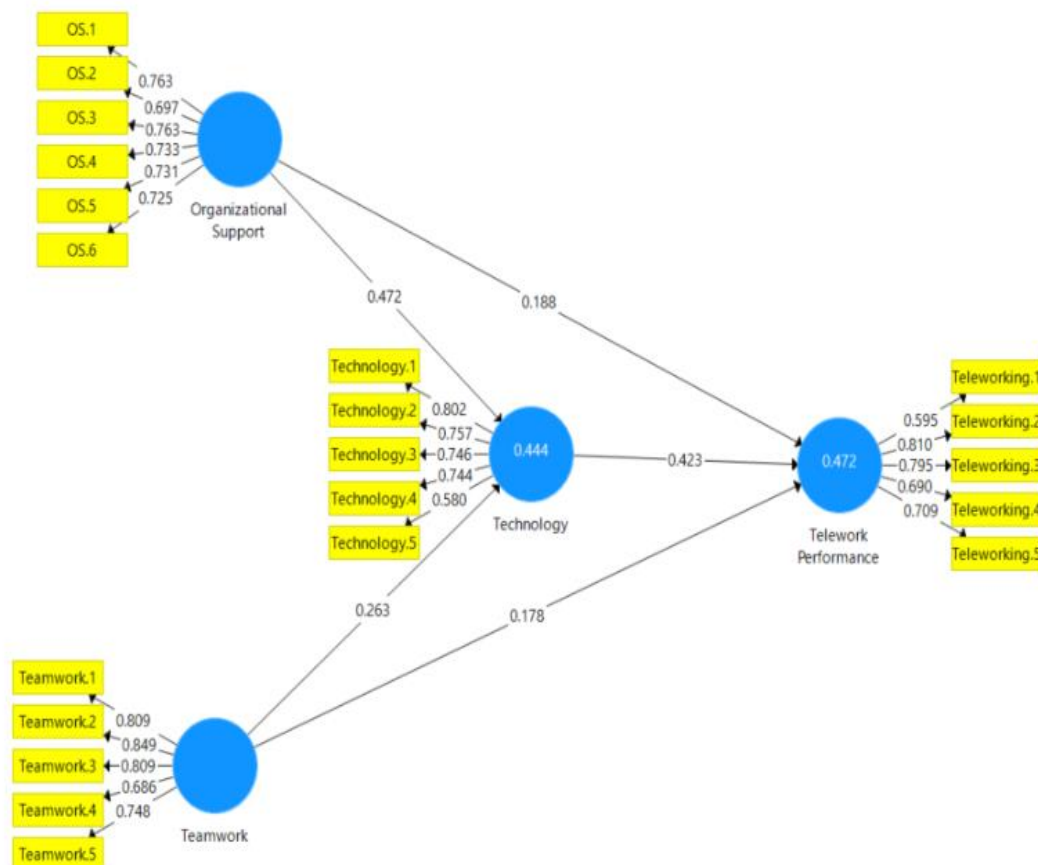 OS.1
OS.2
OS.3
OS.4
OS.5
OS.6
0.763
0.697
0.763
0.733
0.731
0.725
Organizational
Support
0.472
0.188
Technology.1
Technology.2
Technology.3
Technology.4
Technology.5
0.802
0.757
0.746
0.744
0.580
0.444
Technology
0.423
0.472
Telework
Performance
0.595
0.810
0.795
0.690
0.709
Teleworking.1
Teleworking.2
Teleworking.3
Teleworking.4
Teleworking.5
0.263
0.178
Teamwork.1
Teamwork.2
Teamwork.3
Teamwork.4
Teamwork.5
0.809
0.849
0.809
0.686
0.748
Teamwork